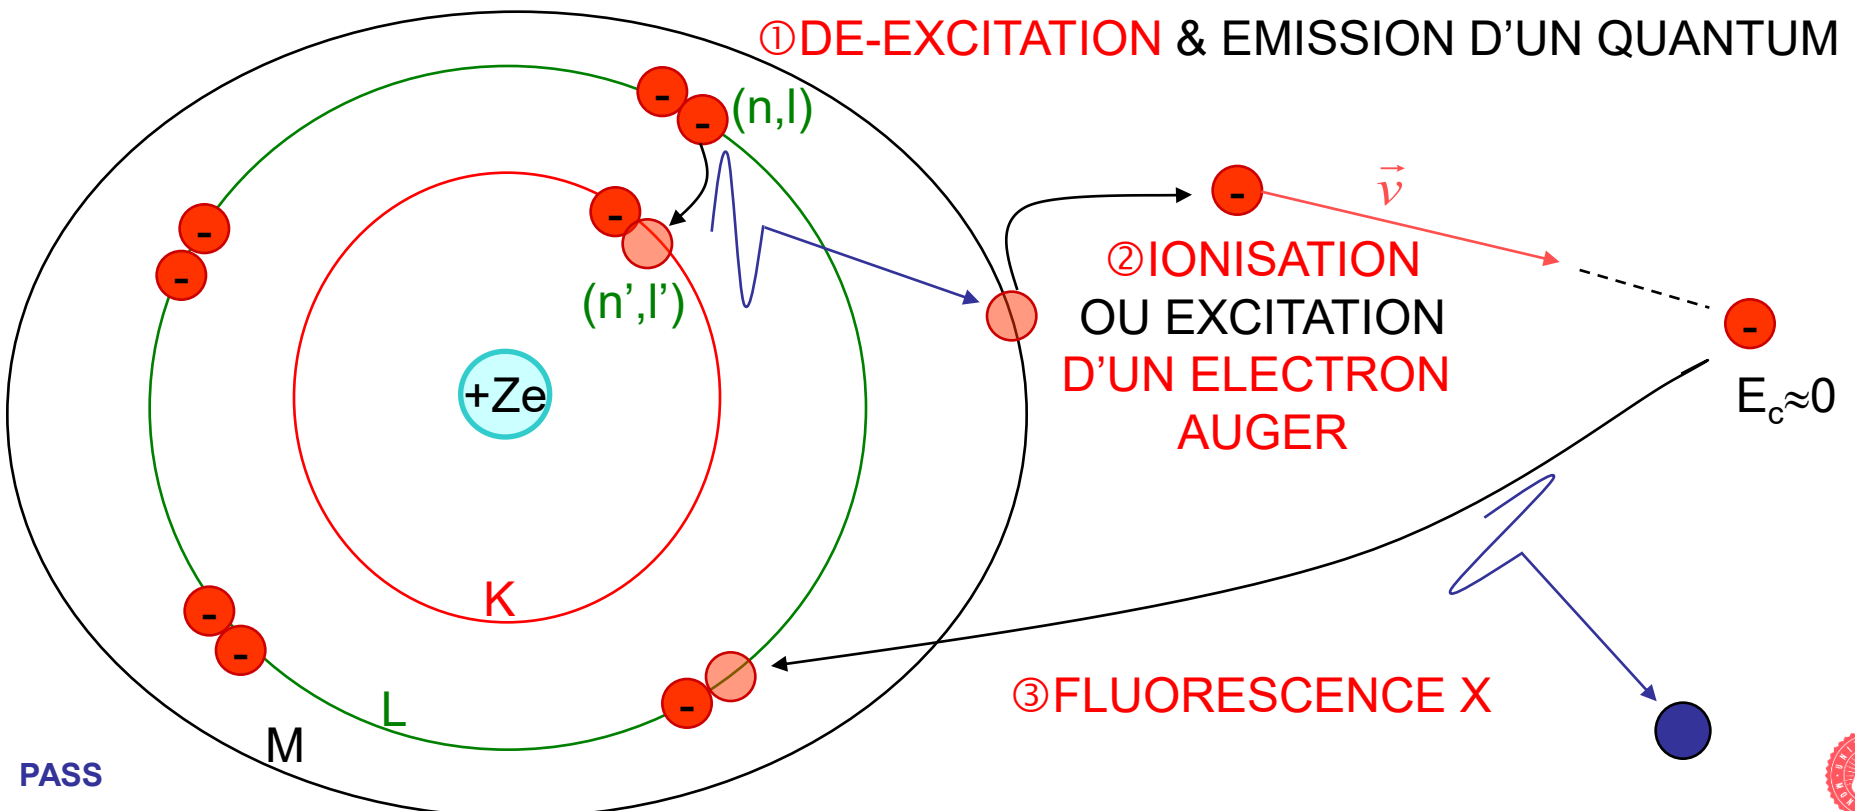 ①DE-EXCITATION & EMISSION D'UN QUANTUM
(n,l)
(n',l')
+Ze
K
L
M
v
②IONISATION
OU EXCITATION
D'UN ELECTRON
AUGER
Ec≈0
③FLUORESCENCE X
PASS